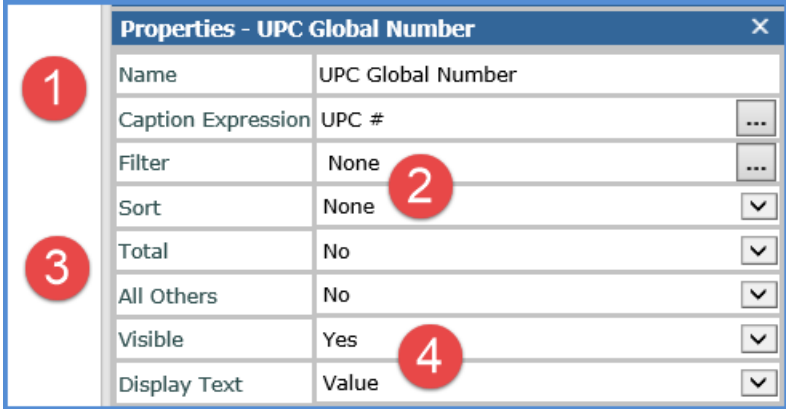 Properties - UPC Global Number ×
1
Name UPC Global Number
Caption Expression UPC # ...
Filter None ...
2
Sort None
3
Total No
All Others No
Visible Yes
4
Display Text Value